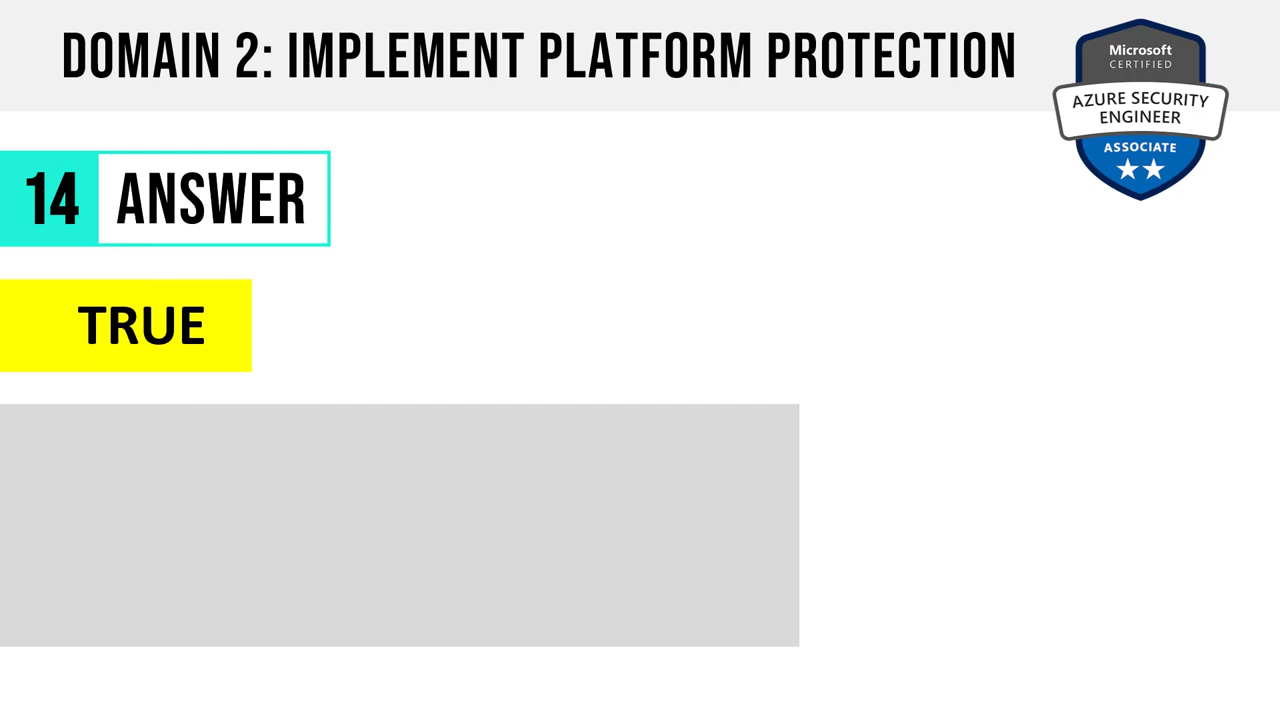 DOMAIN 2: IMPLEMENT PLATFORM PROTECTION
Microsoft
CERTIFIED
AZURE SECURITY
ENGINEER
ASSOCIATE
14 ANSWER
TRUE